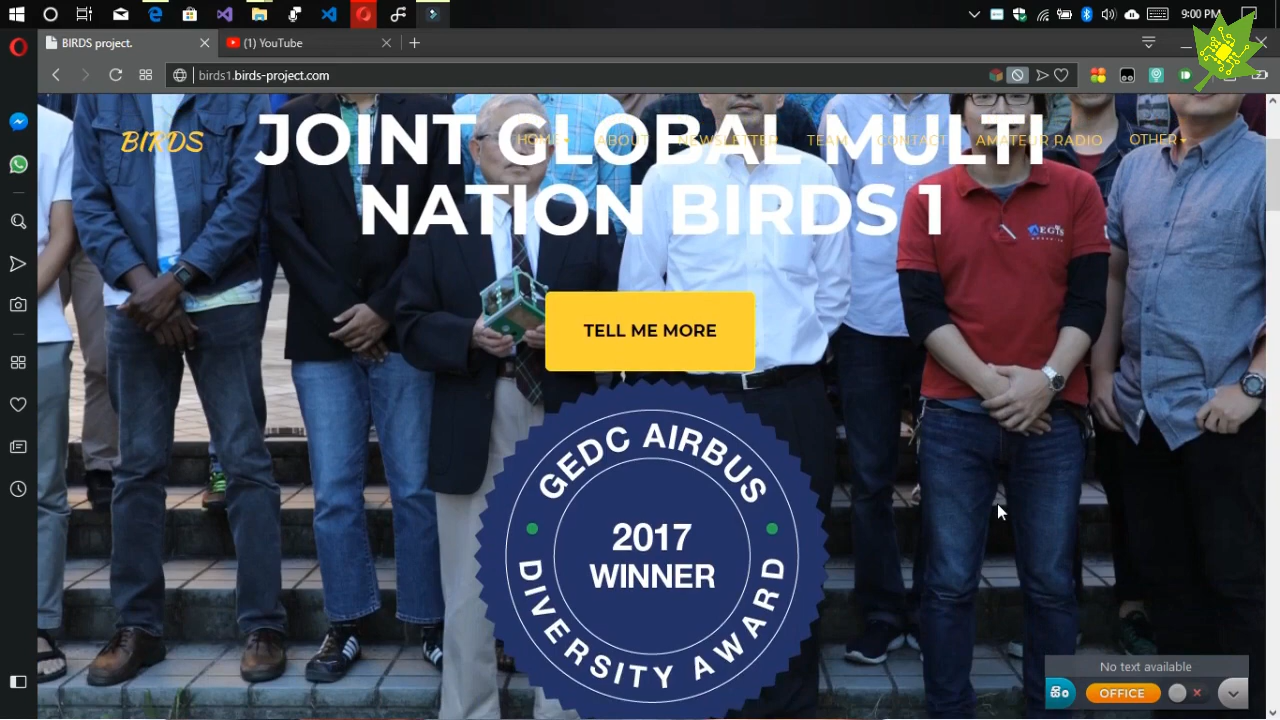 9:00 PM
BIRDS project.
(1) YouTube
birds1.birds-project.com
BIRDS
HOME
ABOUT
NEWSLETTER
TEAM
CONTACT
AMATEUR RADIO
OTHER
JOINT GLOBAL MULTI
NATION BIRDS 1
TELL ME MORE
GEDC AIRBUS
2017
WINNER
DIVERSITY AWARD
No text available
OFFICE